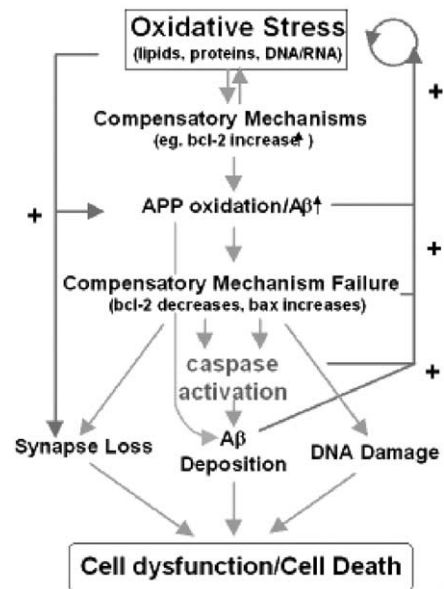 Oxidative Stress
(lipids, proteins, DNA/RNA)
+
Compensatory Mechanisms
(eg. bcl-2 increase )
+
APP oxidation/Aβ
+
Compensatory Mechanism Failure
(bcl-2 decreases, bax increases)
caspase
activation
+
Synapse Loss
Aβ
Deposition
DNA Damage
Cell dysfunction/Cell Death